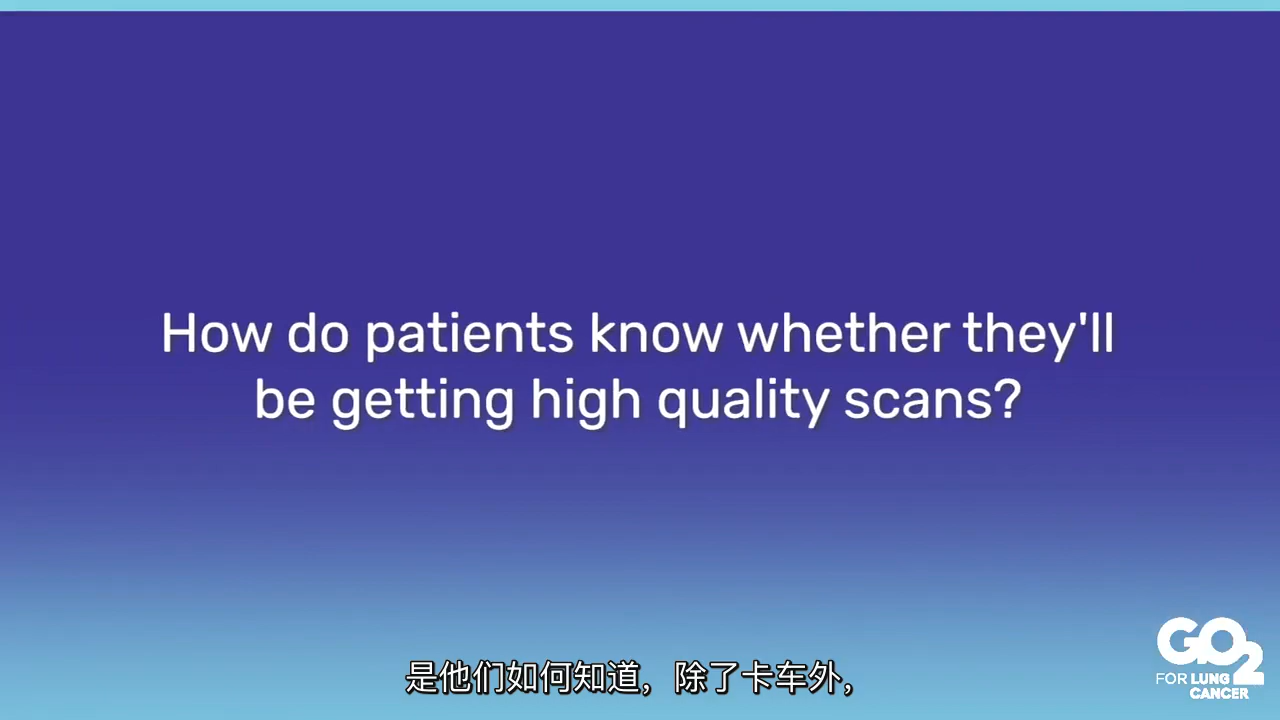 How do patients know whether they'll
be getting high quality scans?
GO2
FOR LUNG
CANCER
是他们如何知道，除了卡车外，